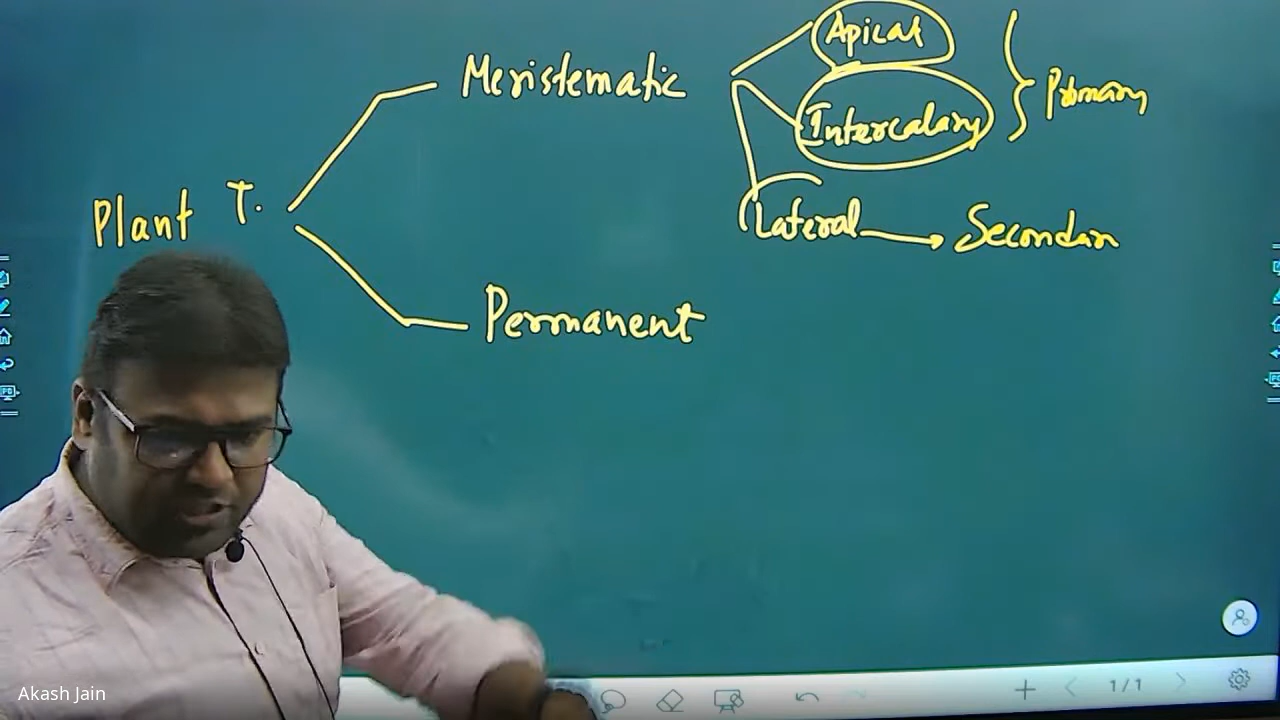 Apical
Meristematic
Intercalary
Primary
Plant T.
Lateral → Secondary
Permanent
1/1
Akash Jain